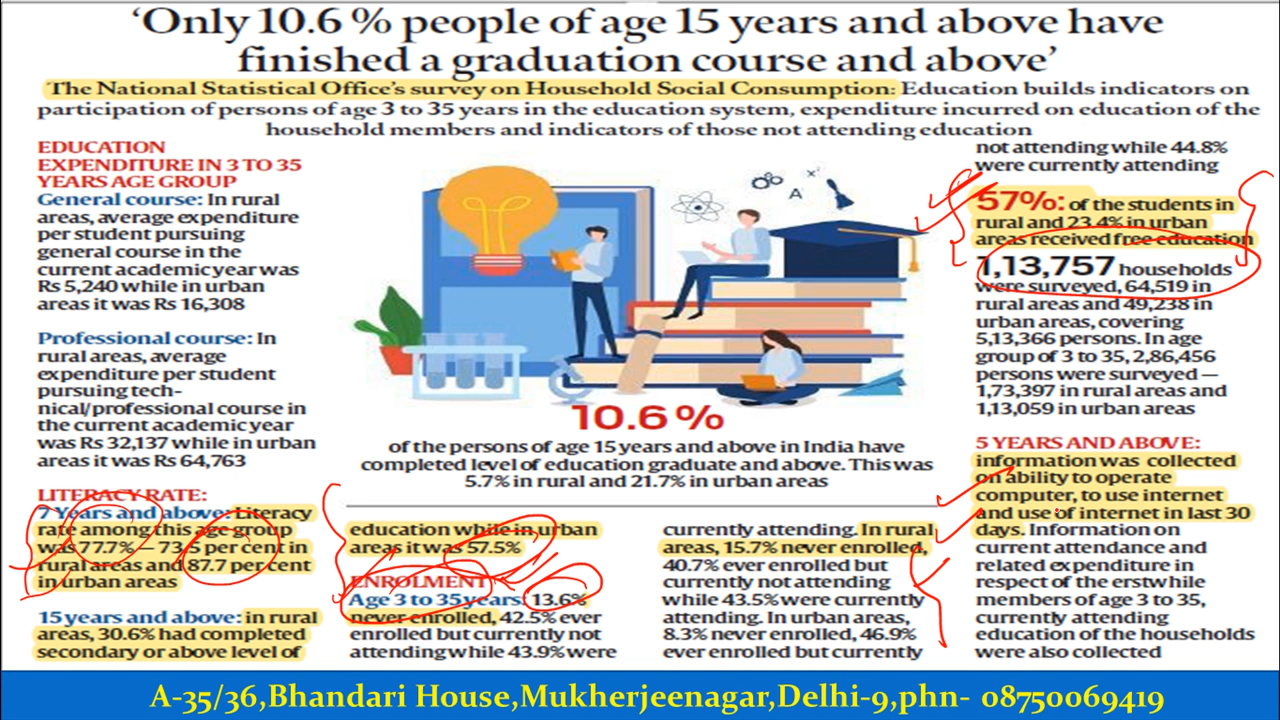 ‘Only 10.6 % people of age 15 years and above have
finished a graduation course and above’
The National Statistical Office’s survey on Household Social Consumption: Education builds indicators on
participation of persons of age 3 to 35 years in the education system, expenditure incurred on education of the
household members and indicators of those not attending education
EDUCATION
EXPENDITURE IN 3 TO 35
YEARS AGE GROUP
General course: In rural
areas, average expenditure
per student pursuing
general course in the
current academic year was
Rs 5,240 while in urban
areas it was Rs 16,308
Professional course: In
rural areas, average
expenditure per student
pursuing tech-
nical/professional course in
the current academic year
was Rs 32,137 while in urban
areas it was Rs 64,763
LITERACY RATE:
7 Years and above: Literacy
rate among this age group
was 77.7% — 73.5 per cent in
rural areas and 87.7 per cent
in urban areas
15 years and above: in rural
areas, 30.6% had completed
secondary or above level of
A
x²
10.6 %
of the persons of age 15 years and above in India have
completed level of education graduate and above. This was
5.7% in rural and 21.7% in urban areas
education while in urban
areas it was 57.5%
ENROLMENT
Age 3 to 35 years: 13.6%
never enrolled, 42.5% ever
enrolled but currently not
attending while 43.9% were
currently attending. In rural
areas, 15.7% never enrolled,
40.7% ever enrolled but
currently not attending
while 43.5% were currently
attending. In urban areas,
8.3% never enrolled, 46.9%
ever enrolled but currently
not attending while 44.8%
were currently attending
57%: of the students in
rural and 23.4% in urban
areas received free education
1,13,757 households
were surveyed, 64,519 in
rural areas and 49,238 in
urban areas, covering
5,13,366 persons. In age
group of 3 to 35, 2,86,456
persons were surveyed —
1,73,397 in rural areas and
1,13,059 in urban areas
5 YEARS AND ABOVE:
information was collected
on ability to operate
computer, to use internet
and use of internet in last 30
days. Information on
current attendance and
related expenditure in
respect of the erstwhile
members of age 3 to 35,
currently attending
education of the households
were also collected
A-35/36,Bhandari House,Mukherjeenagar,Delhi-9,phn- 08750069419